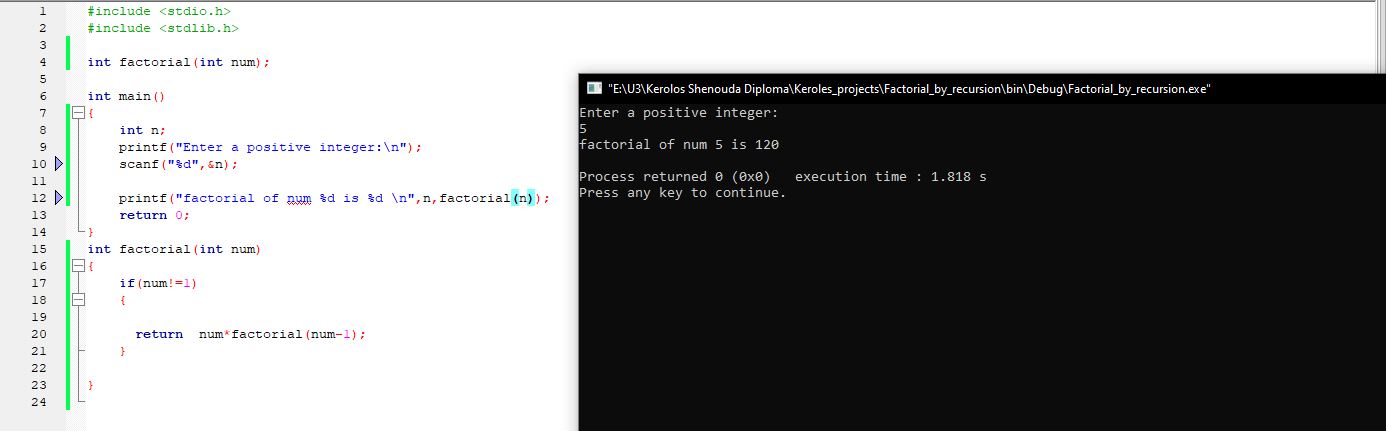 1 #include <stdio.h>
2 #include <stdlib.h>
3
4 int factorial(int num);
5
6 int main()
7 {
8 int n;
9 printf("Enter a positive integer:\n");
10 scanf("%d",&n);
11
12 printf("factorial of num %d is %d \n",n,factorial(n));
13 return 0;
14 }
15 int factorial(int num)
16 {
17 if(num!=1)
18 {
19
20 return num*factorial(num-1);
21 }
22
23 }
24
"E:\U3\Kerolos Shenouda Diploma\Keroles_projects\Factorial_by_recursion\bin\Debug\Factorial_by_recursion.exe"
Enter a positive integer:
5
factorial of num 5 is 120
Process returned 0 (0x0) execution time : 1.818 s
Press any key to continue.